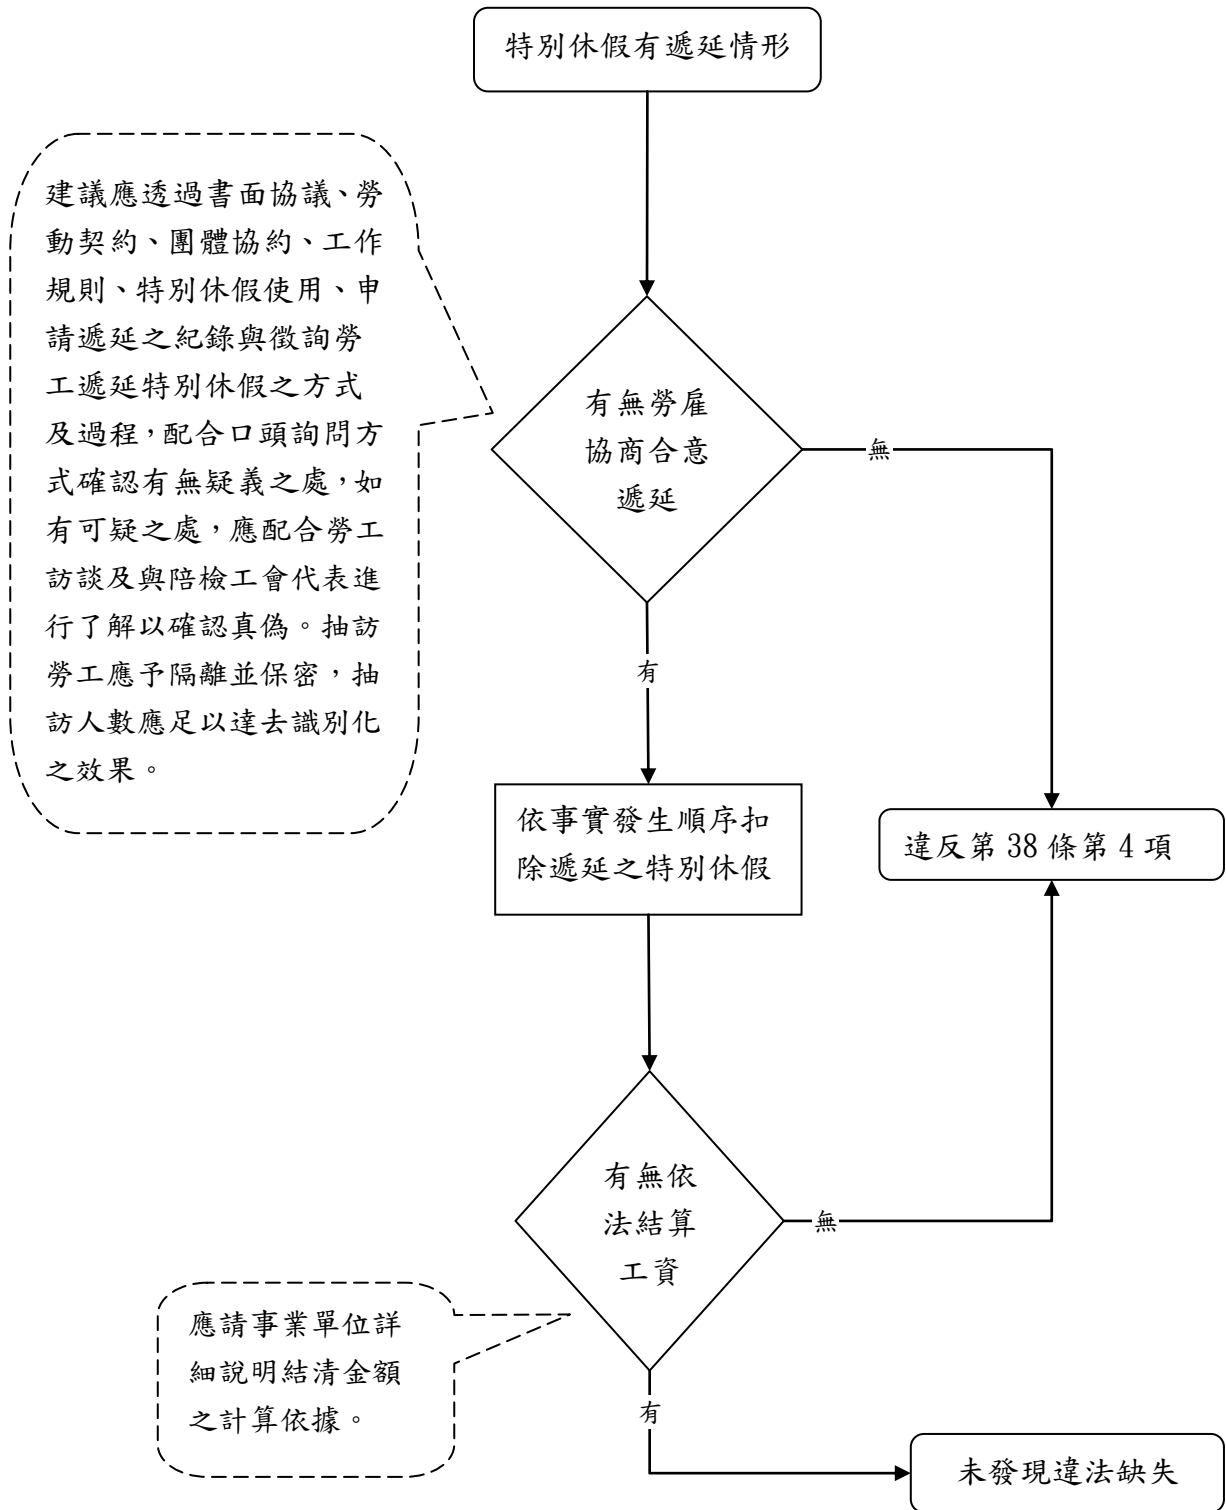 特別休假有遞延情形
建議應透過書面協議、勞
動契約、團體協約、工作
規則、特別休假使用、申
請遞延之紀錄與徵詢勞
工遞延特別休假之方式
及過程，配合口頭詢問方
式確認有無疑義之處，如
有可疑之處，應配合勞工
訪談及與陪檢工會代表進
行了解以確認真偽。抽訪
勞工應予隔離並保密，抽
訪人數應足以達去識別化
之效果。
有無勞雇
協商合意
遞延
無
有
依事實發生順序扣
除遞延之特別休假
違反第 38 條第 4 項
有無依
法結算
工資
無
應請事業單位詳
細說明結清金額
之計算依據。
有
未發現違法缺失